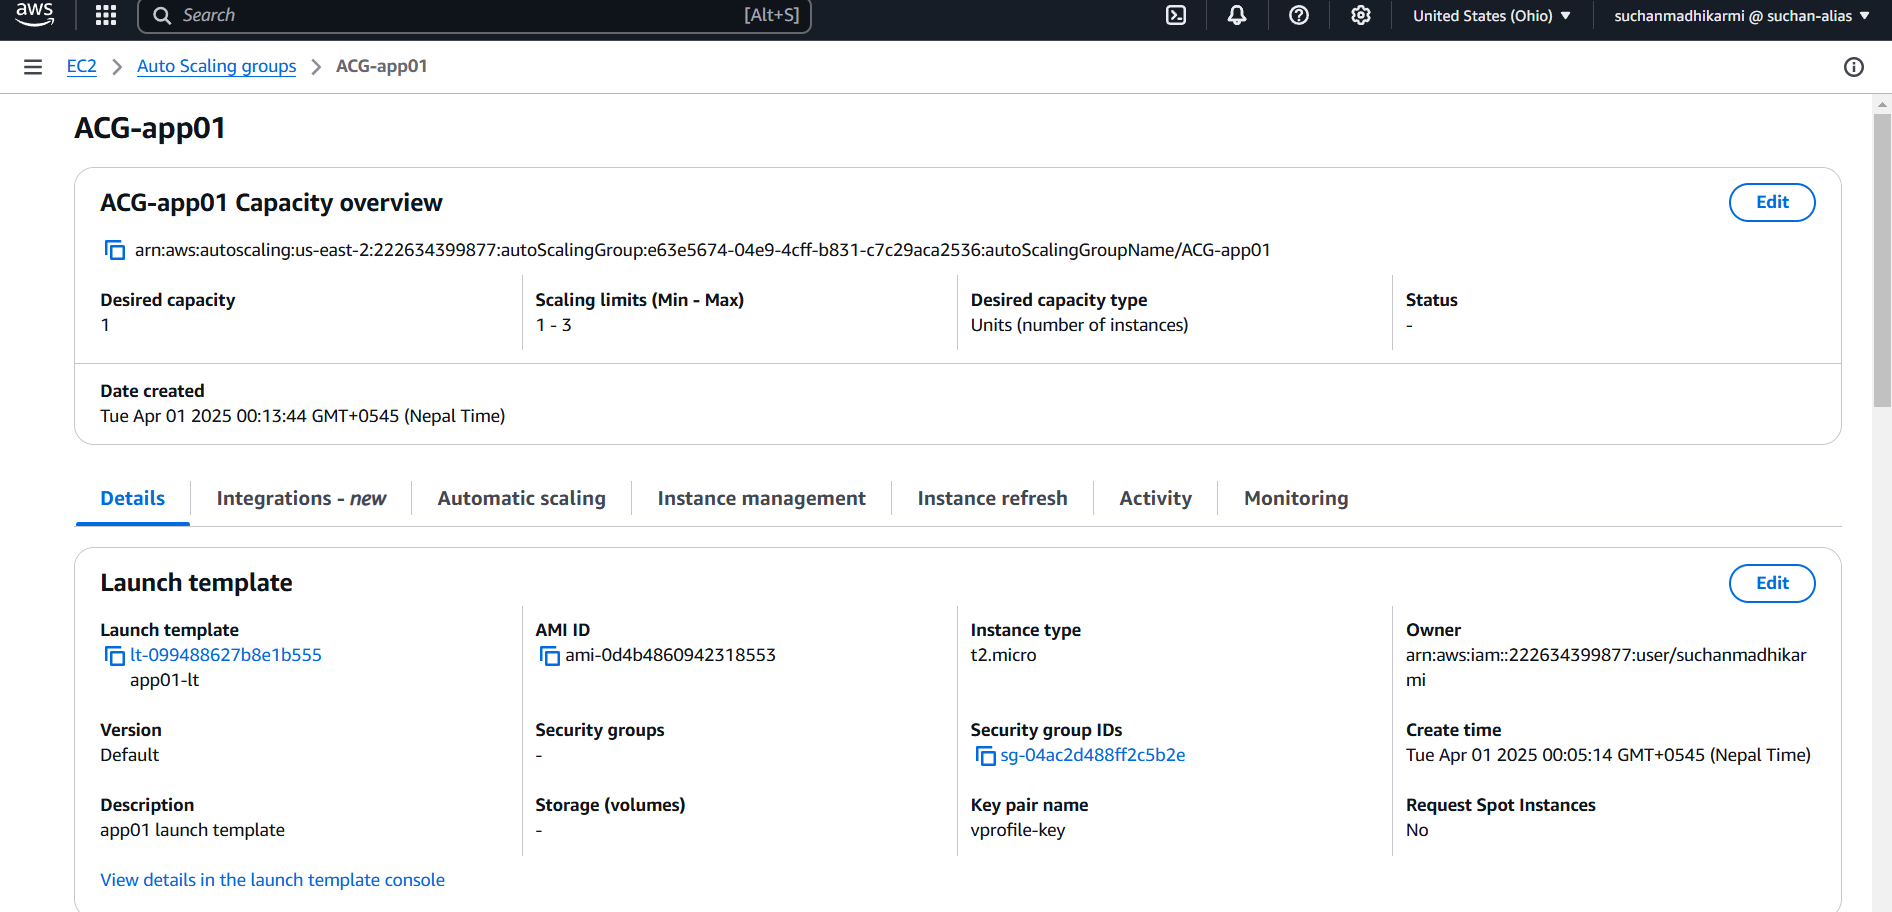 aws
Search
[Alt+S]
United States (Ohio)
suchanmadhikarmi @ suchan-alias
EC2
Auto Scaling groups
ACG-app01
ACG-app01
ACG-app01 Capacity overview
Edit
arn:aws:autoscaling:us-east-2:222634399877:autoScalingGroup:e63e5674-04e9-4cff-b831-c7c29aca2536:autoScalingGroupName/ACG-app01
Desired capacity
1
Scaling limits (Min - Max)
1 - 3
Desired capacity type
Units (number of instances)
Status
-
Date created
Tue Apr 01 2025 00:13:44 GMT+0545 (Nepal Time)
Details
Integrations - new
Automatic scaling
Instance management
Instance refresh
Activity
Monitoring
Launch template
Edit
Launch template
lt-099488627b8e1b555
app01-lt
AMI ID
ami-0d4b4860942318553
Instance type
t2.micro
Owner
arn:aws:iam::222634399877:user/suchanmadhikar
mi
Version
Default
Security groups
-
Security group IDs
sg-04ac2d488ff2c5b2e
Create time
Tue Apr 01 2025 00:05:14 GMT+0545 (Nepal Time)
Description
app01 launch template
Storage (volumes)
-
Key pair name
vprofile-key
Request Spot Instances
No
View details in the launch template console